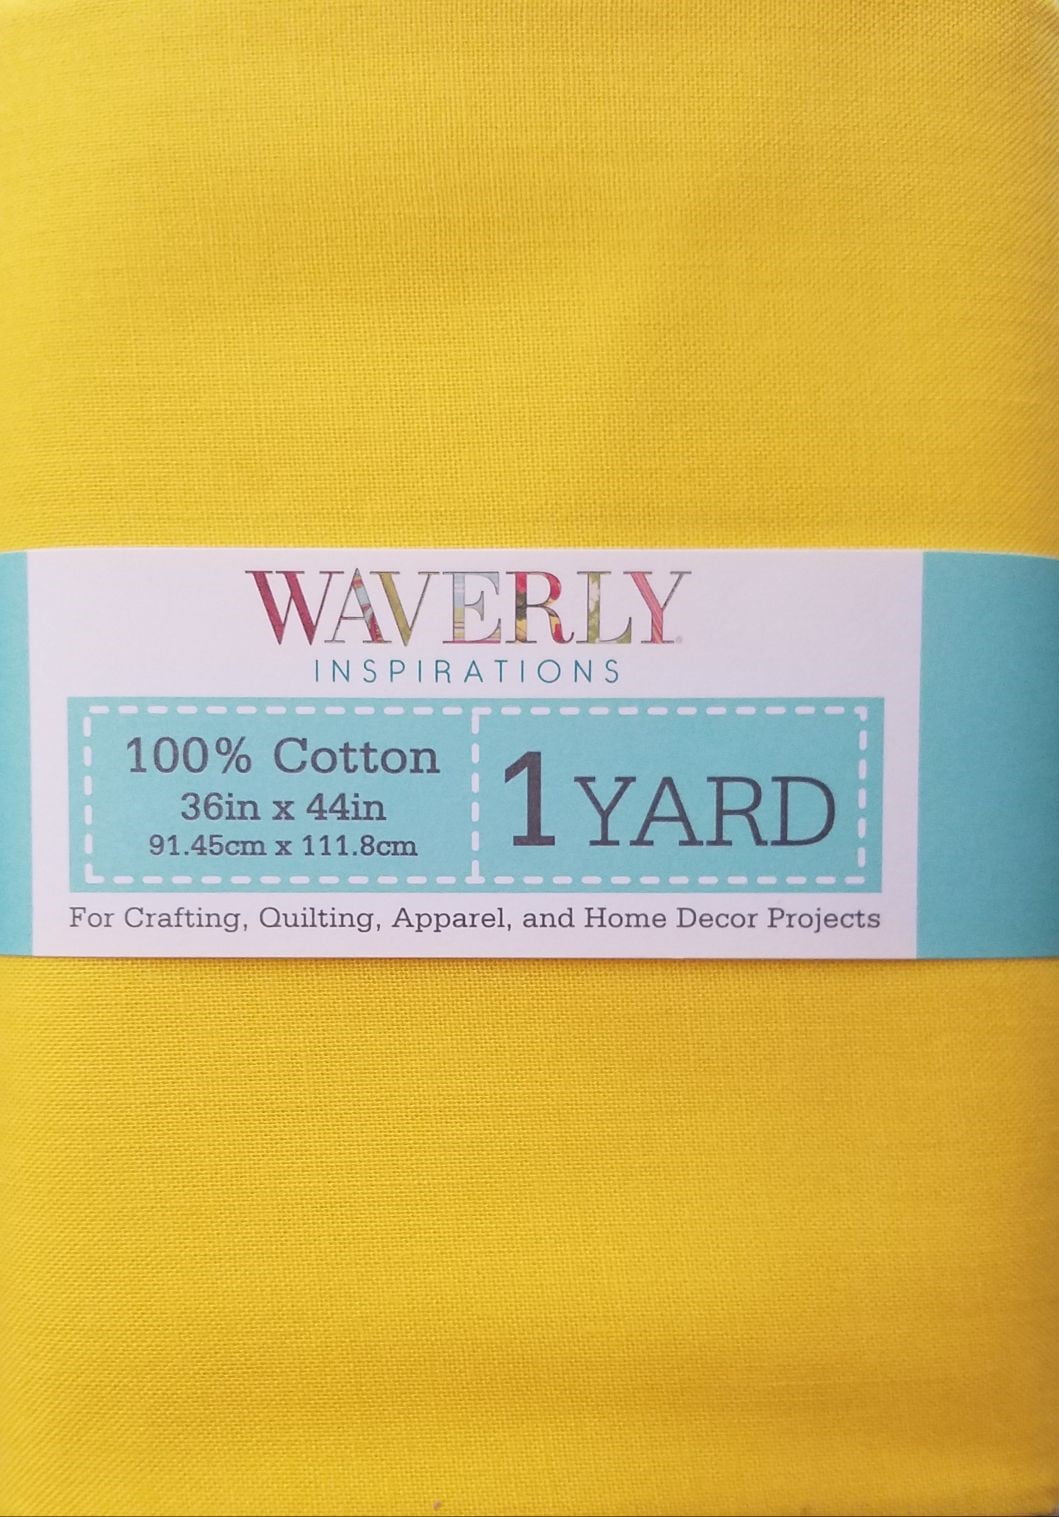 WAVERLY
INSPIRATIONS
100% Cotton
36in x 44in
91.45cm x 111.8cm
1 YARD
For Crafting, Quilting, Apparel, and Home Decor Projects